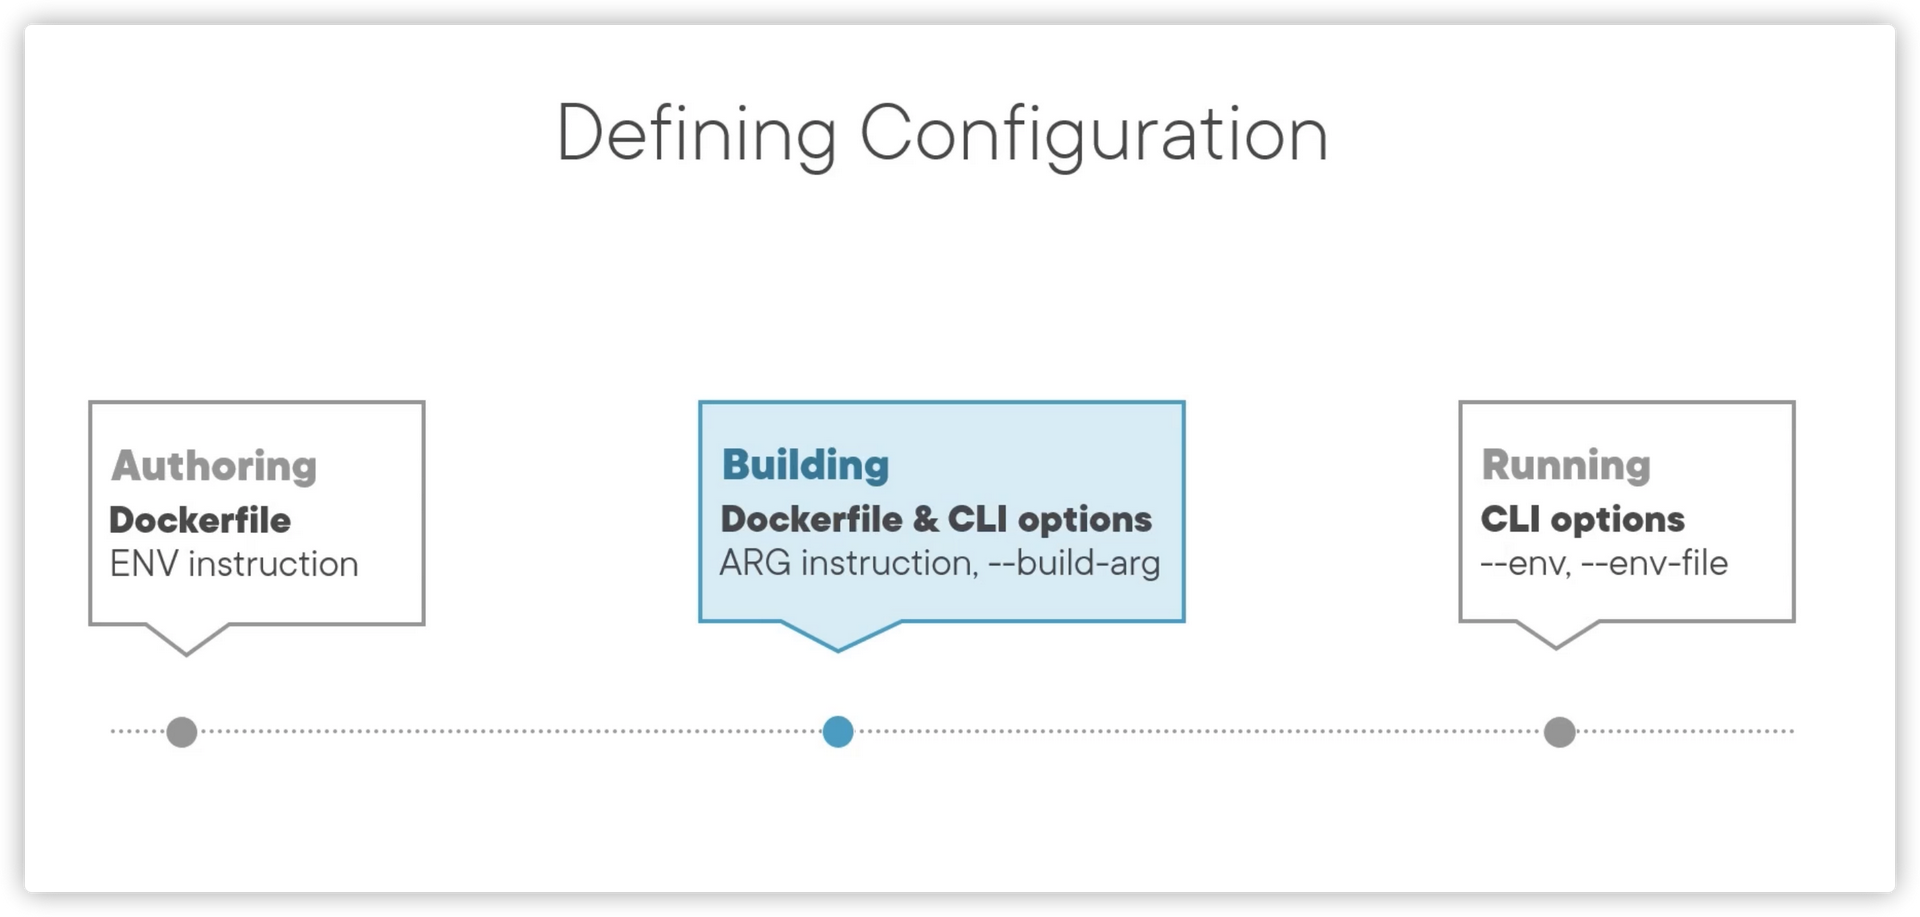 Defining Configuration
Authoring
Dockerfile
ENV instruction
Building
Dockerfile & CLI options
ARG instruction, --build-arg
Running
CLI options
--env, --env-file